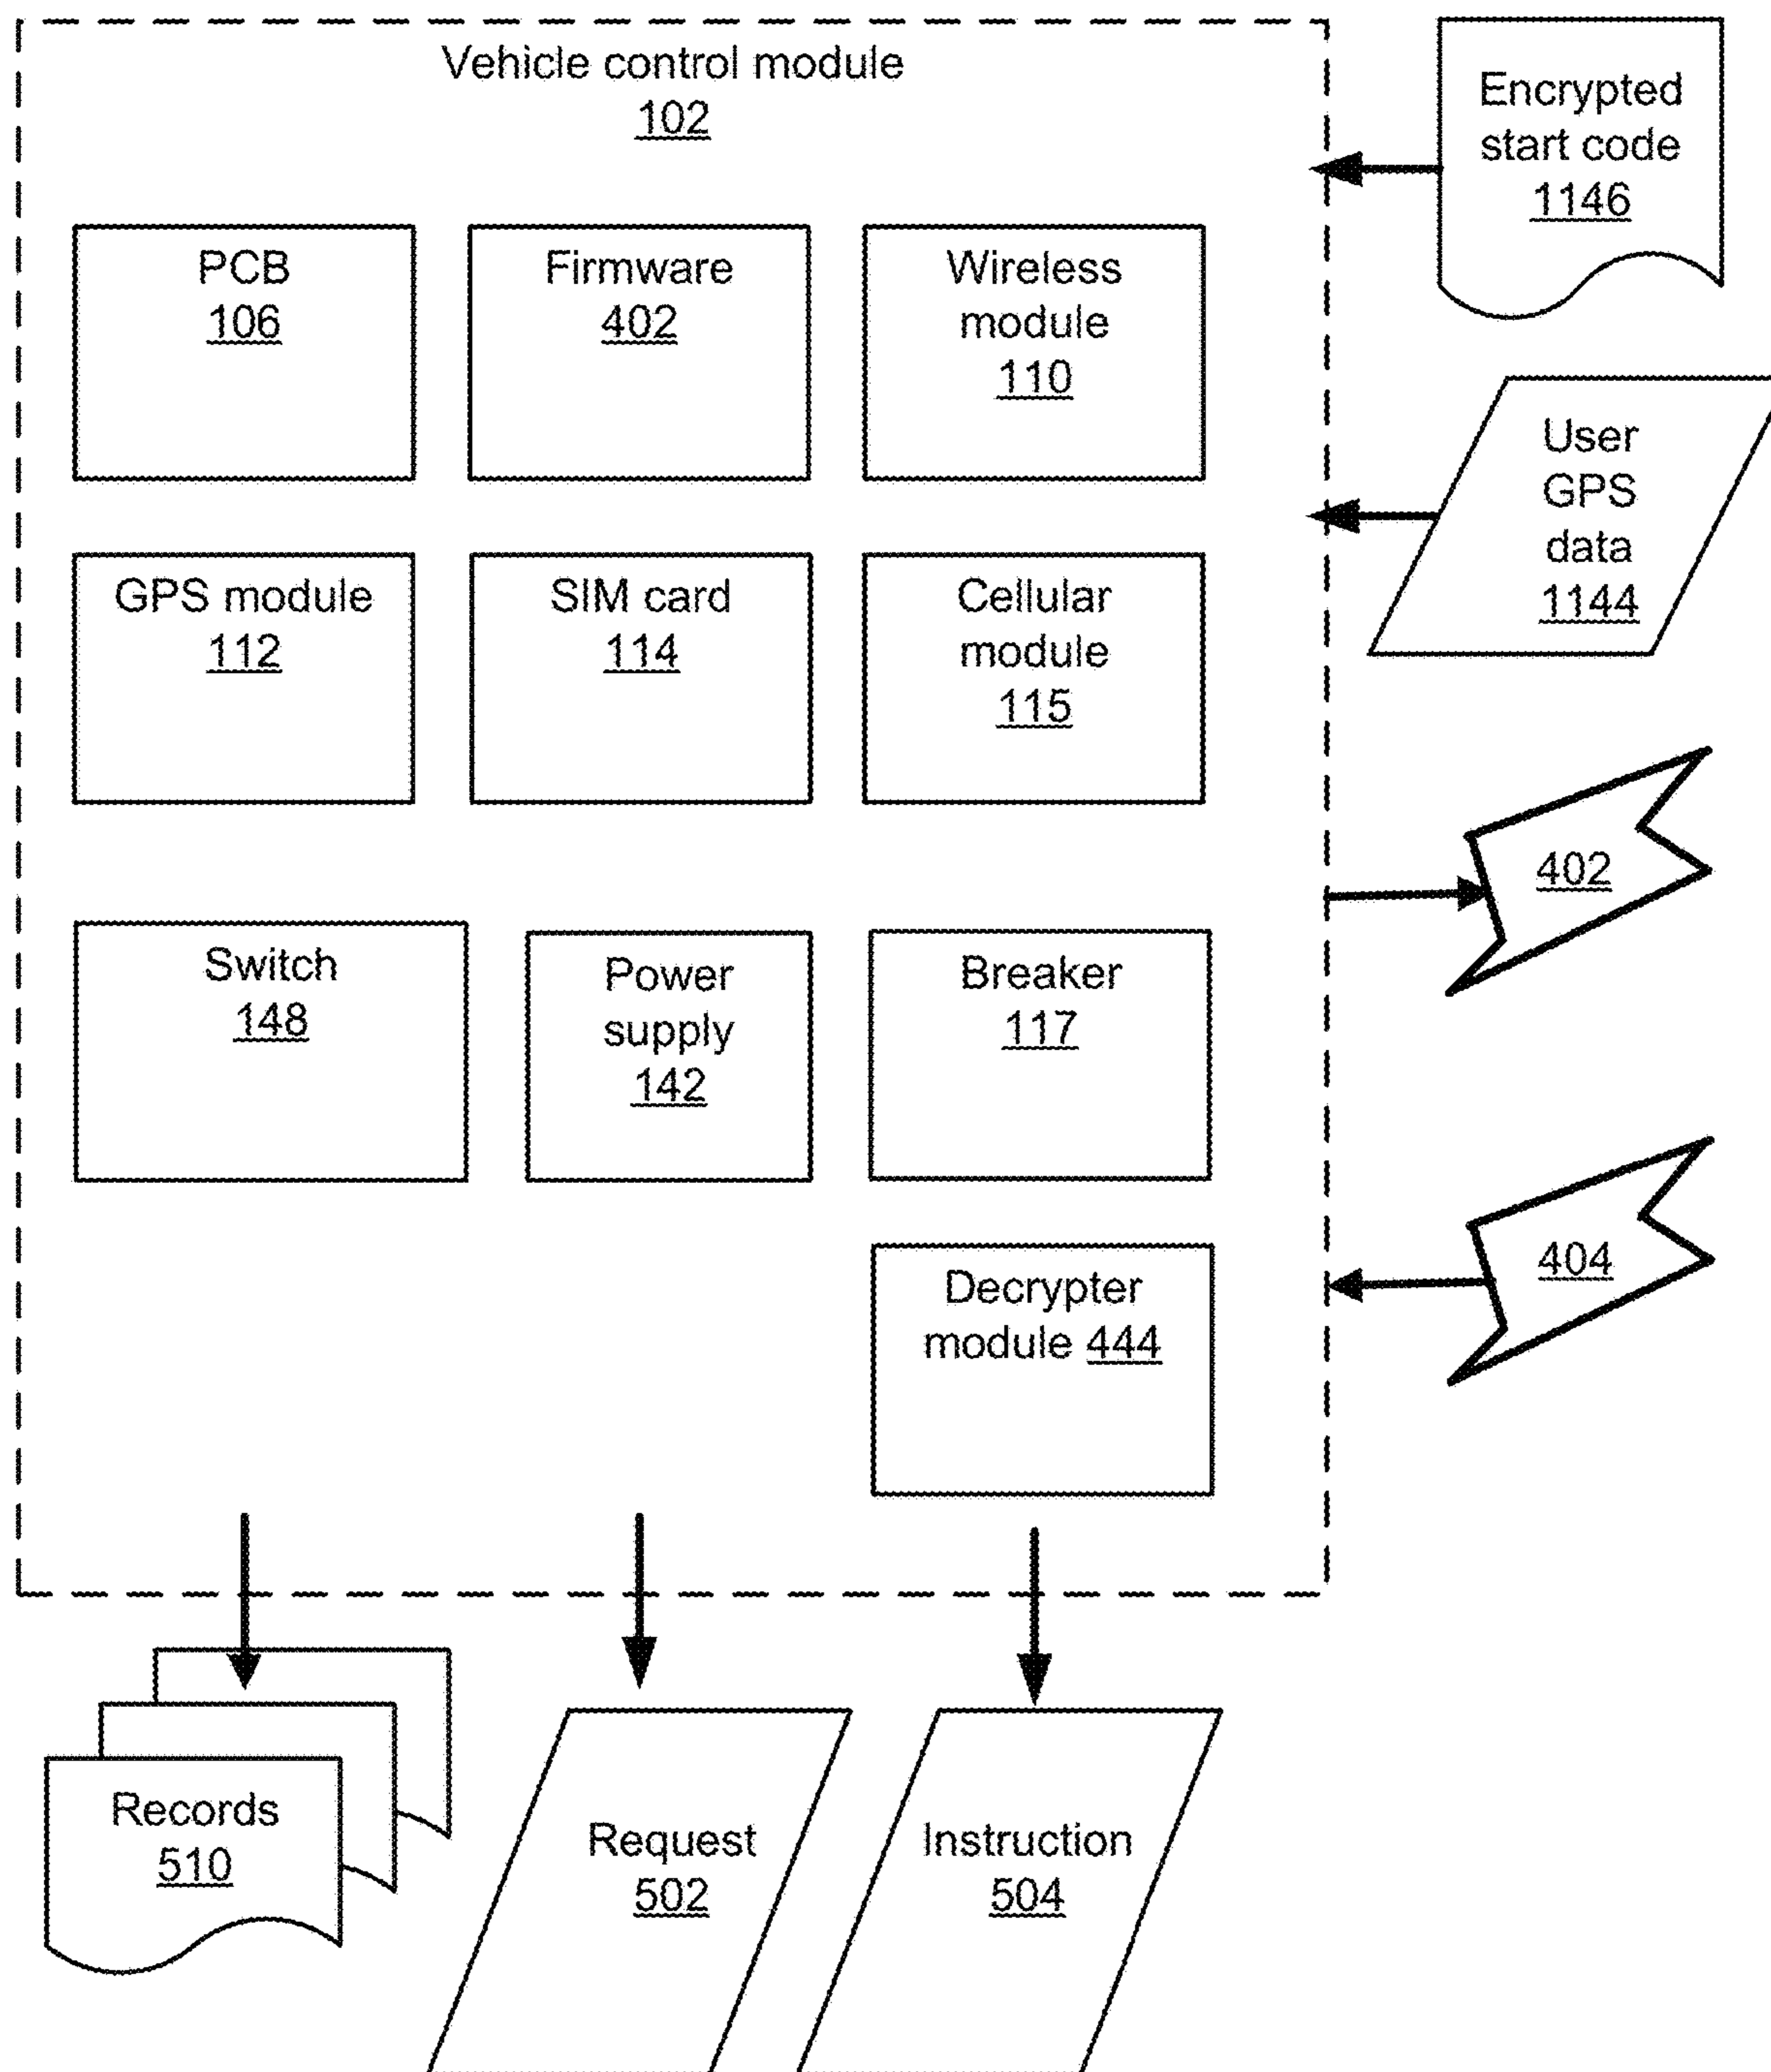 Vehicle control module
102
Encrypted
start code
1146
PCB
106
Firmware
402
Wireless
module
110
User
GPS
data
1144
GPS module
112
SIM card
114
Cellular
module
115
402
Switch
148
Power
supply
142
Breaker
117
404
Decrypter
module 444
Records
510
Request
502
Instruction
504